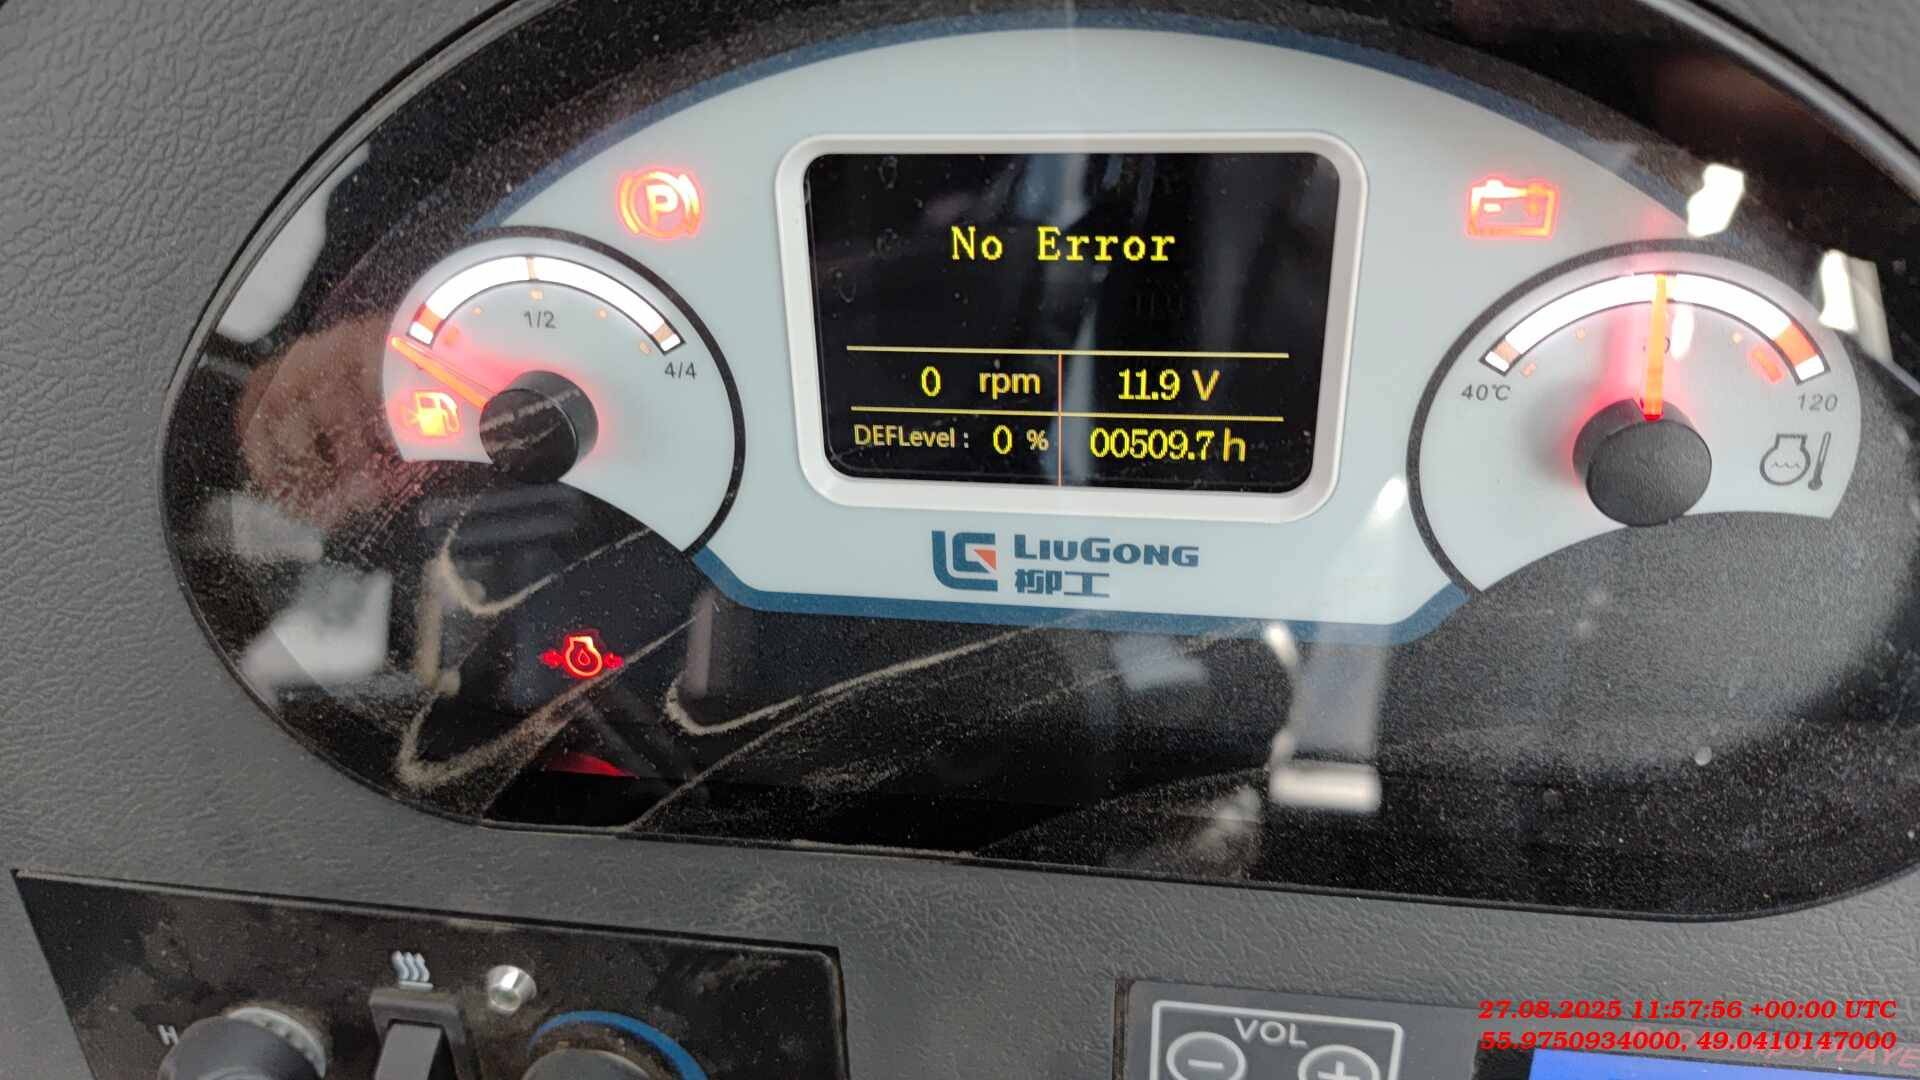 No Error
P
1/2
4/4
0 rpm
11.9 V
DEFLevel : 0 %
00509.7 h
40℃
120
LG LIUGONG
柳工
H
VOL
27.08.2025 11:57:56 +00:00 UTC
55.9750934000, 49.0410147000